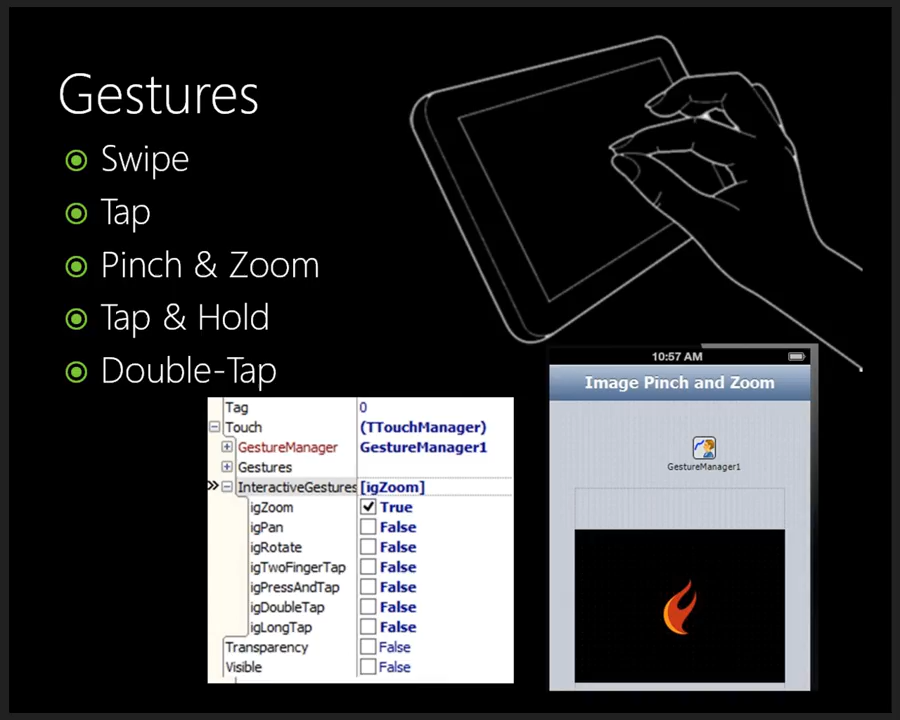 Gestures
Swipe
Tap
Pinch & Zoom
Tap & Hold
Double-Tap
Tag 0
Touch (TTouchManager)
GestureManager GestureManager1
Gestures
InteractiveGestures [igZoom]
igZoom True
igPan False
igRotate False
igTwoFingerTap False
igPressAndTap False
igDoubleTap False
igLongTap False
Transparency False
Visible False
10:57 AM
Image Pinch and Zoom
GestureManager1